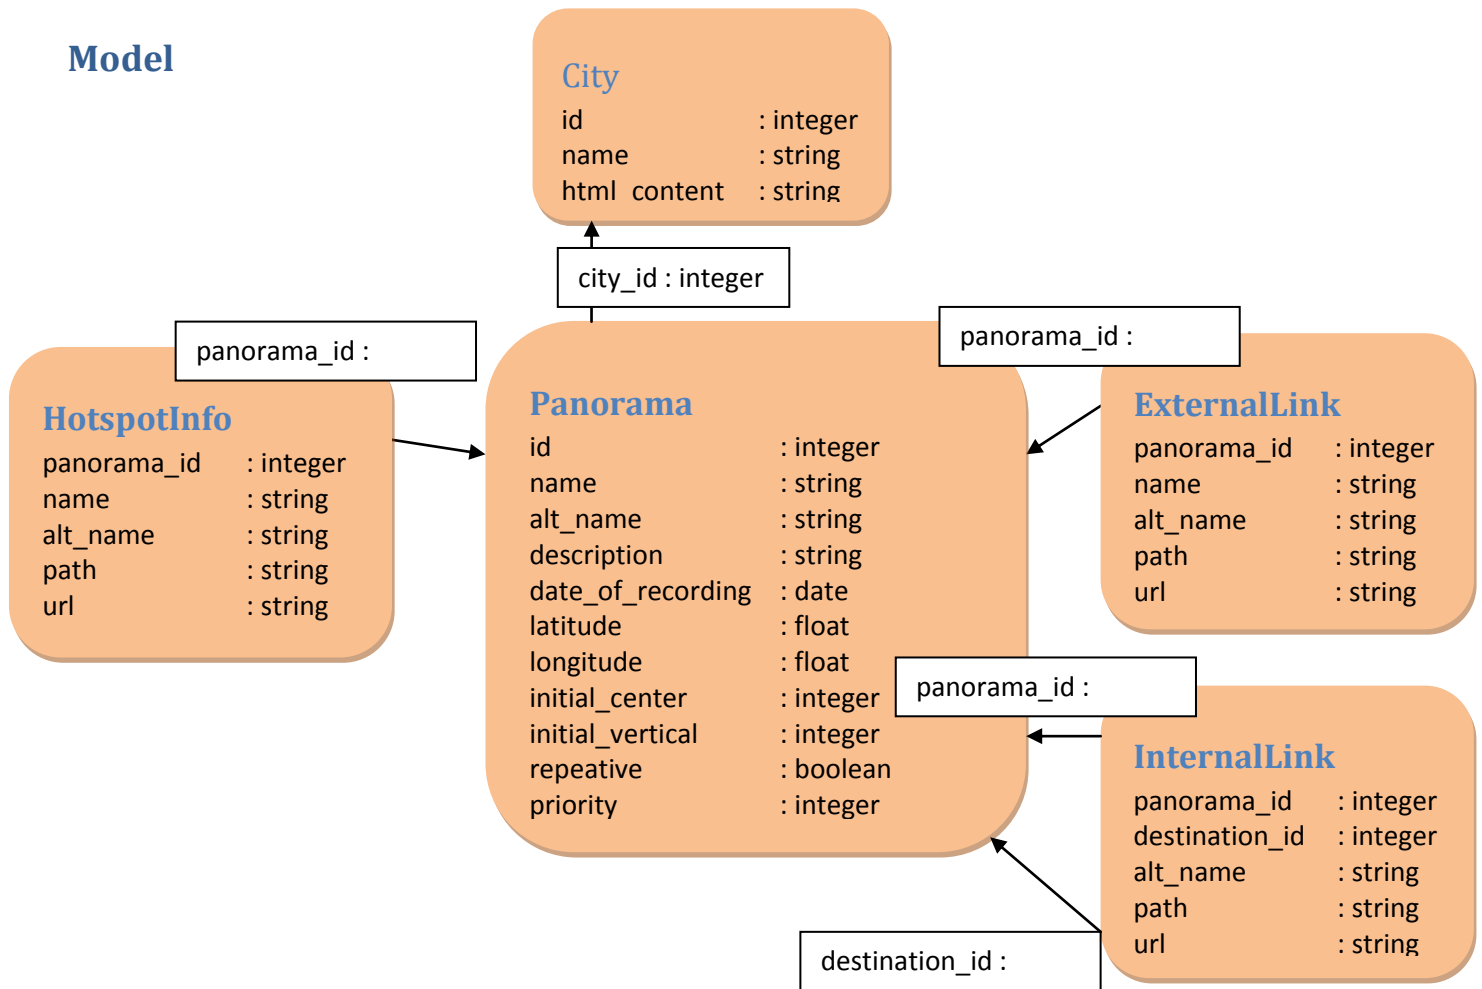 Model
City
id : integer
name : string
html_content : string
city_id : integer
panorama_id :
panorama_id :
HotspotInfo
panorama_id : integer
name : string
alt_name : string
path : string
url : string
Panorama
id : integer
name : string
alt_name : string
description : string
date_of_recording : date
latitude : float
longitude : float
initial_center : integer
initial_vertical : integer
repeative : boolean
priority : integer
ExternalLink
panorama_id : integer
name : string
alt_name : string
path : string
url : string
panorama_id :
InternalLink
panorama_id : integer
destination_id : integer
alt_name : string
path : string
url : string
destination_id :